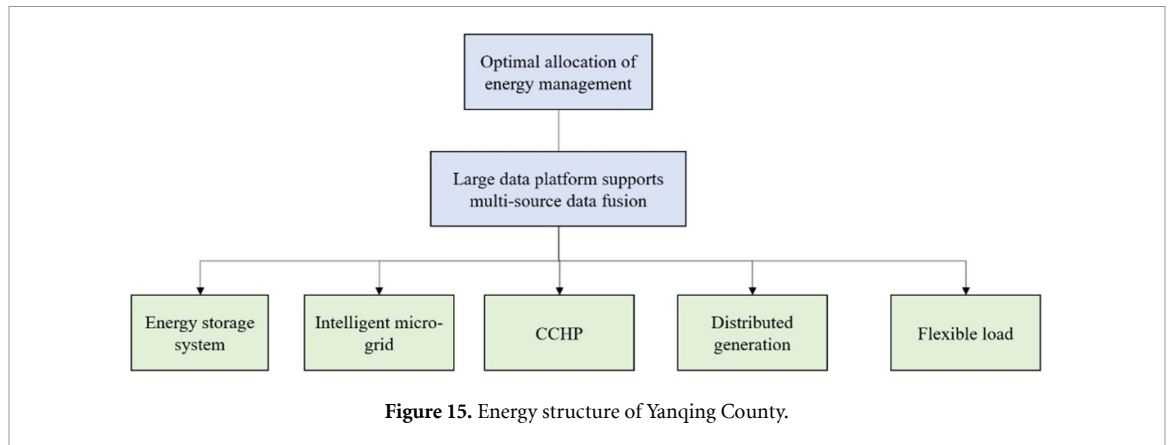 Optimal allocation of
energy management
Large data platform supports
multi-source data fusion
Energy storage
system
Intelligent micro-
grid
CCHP
Distributed
generation
Flexible load
Figure 15. Energy structure of Yanqing County.